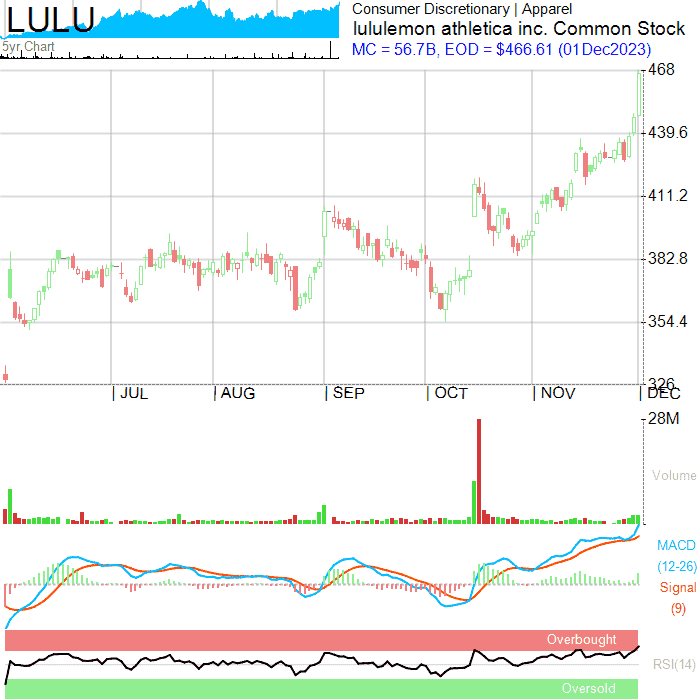 LULU
5yr Chart
Consumer Discretionary | Apparel
lululemon athletica inc. Common Stock
MC = 56.7B, EOD = $466.61 (01Dec2023)
468
439.6
411.2
382.8
354.4
326
JUL AUG SEP OCT NOV DEC
28M
Volume
MACD
(12-26)
Signal
(9)
Overbought
RSI(14)
Oversold